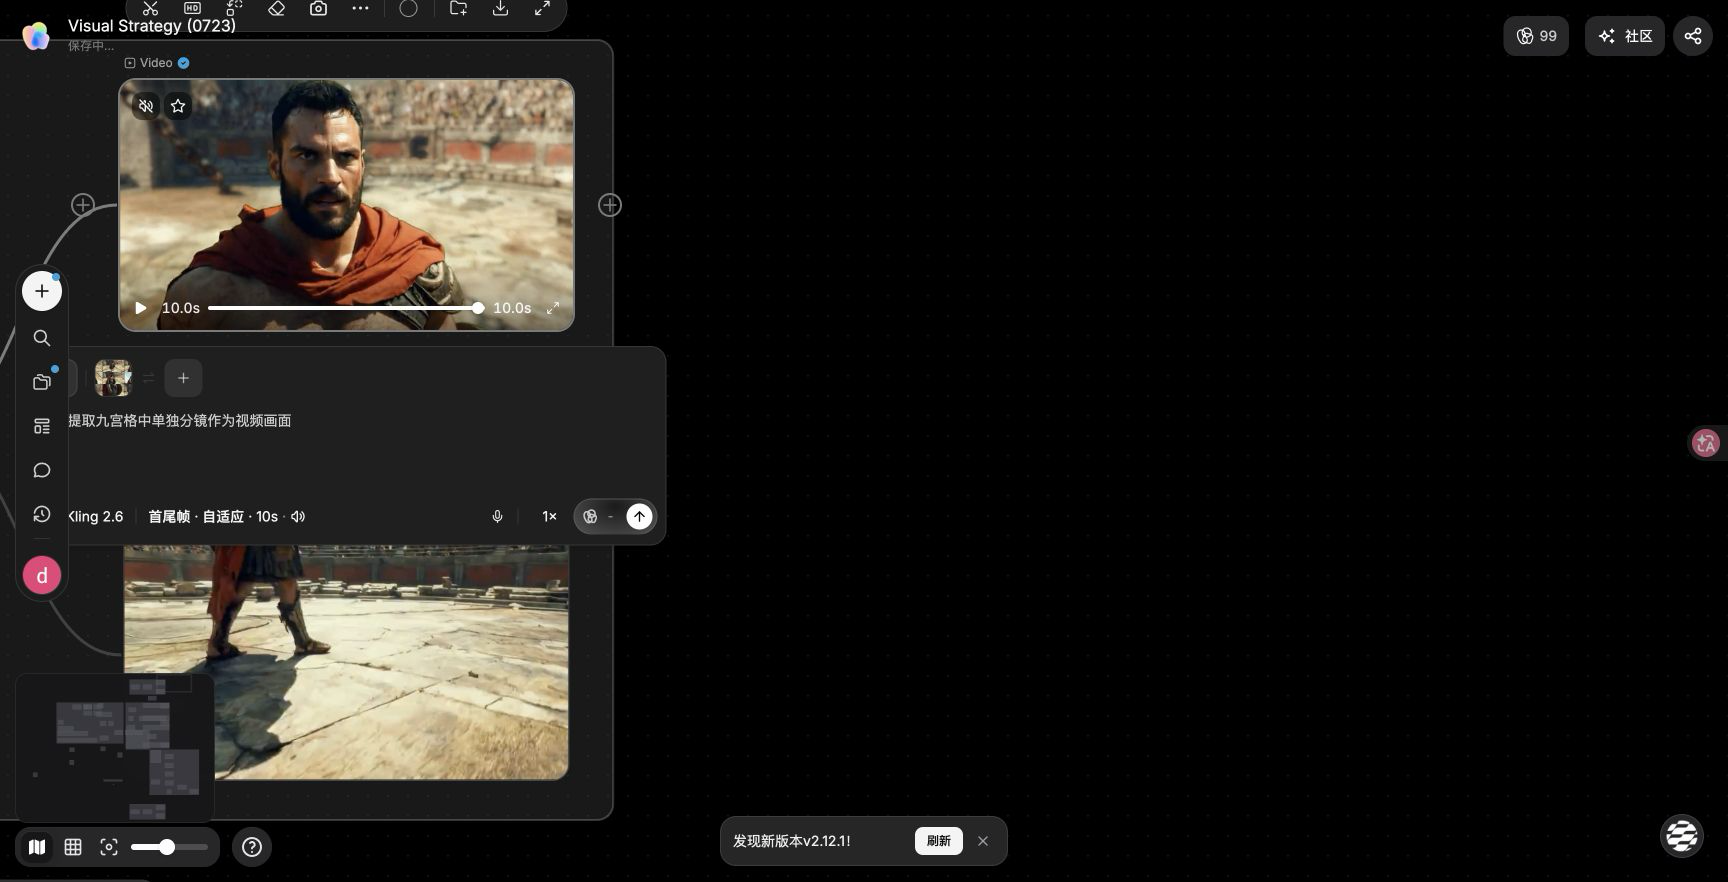 HD
Visual Strategy (0723)
保存中...
99
社区
Video
10.0s
10.0s
提取九宫格中单独分镜作为视频画面
Kling 2.6
首尾帧 · 自适应 · 10s ·
1×
-
d
A
发现新版本v2.12.1!
刷新